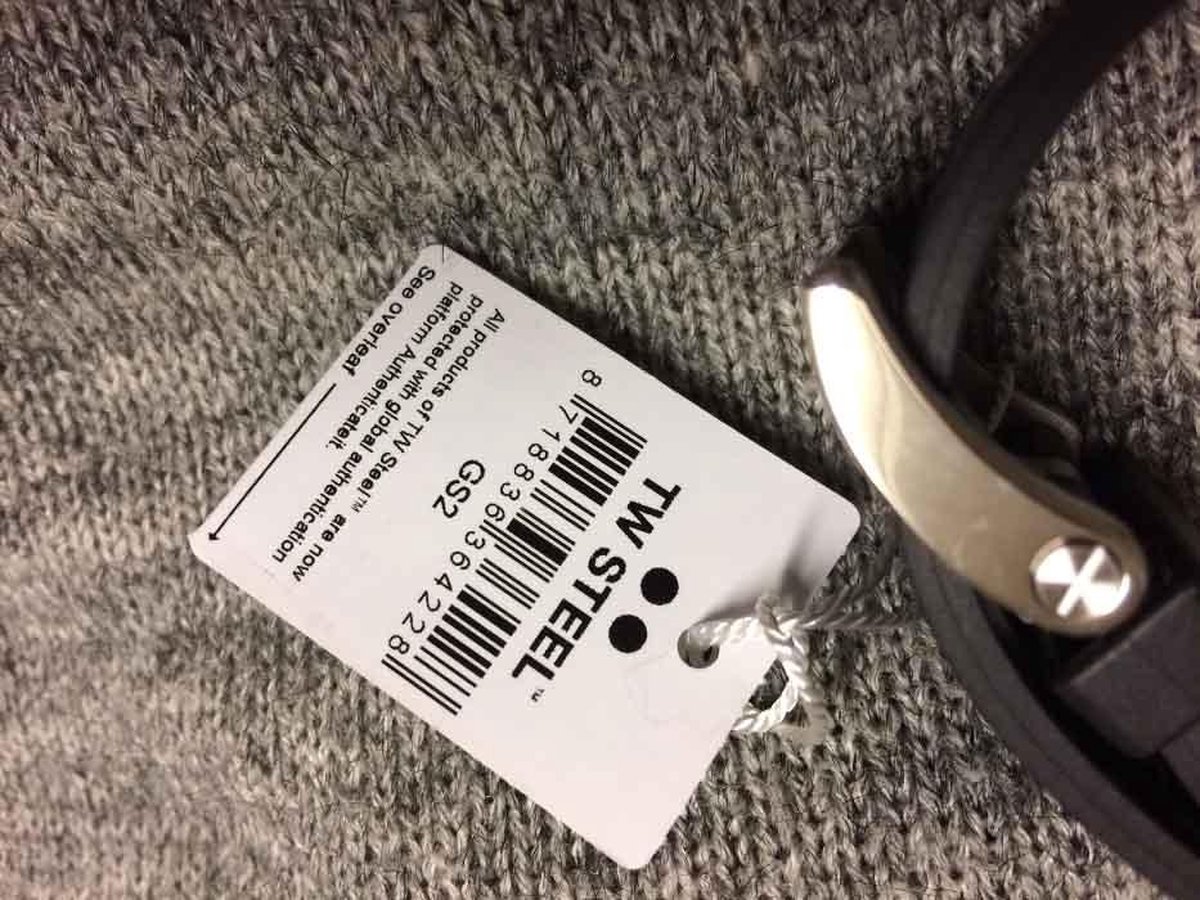 TW STEEL™
8 718836 364228
GS2
All products of TW Steel™ are now
protected with global authentication
platform Authenticateit.
See overleaf